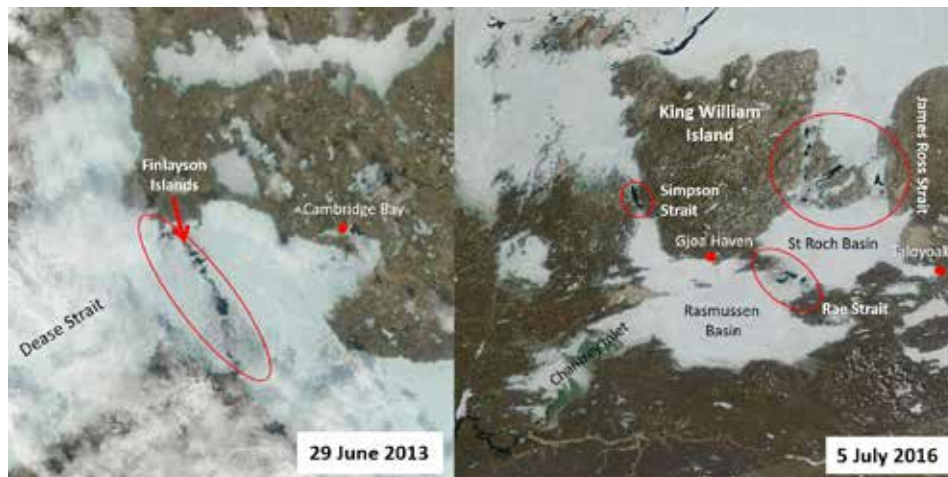 Finlayson
Islands
Cambridge Bay
Dease Strait
29 June 2013
King William
Island
James Ross Strait
Simpson
Strait
Gjoa Haven
St Roch Basin
Taloyoak
Rae Strait
Rasmussen
Basin
Chantrey Inlet
5 July 2016